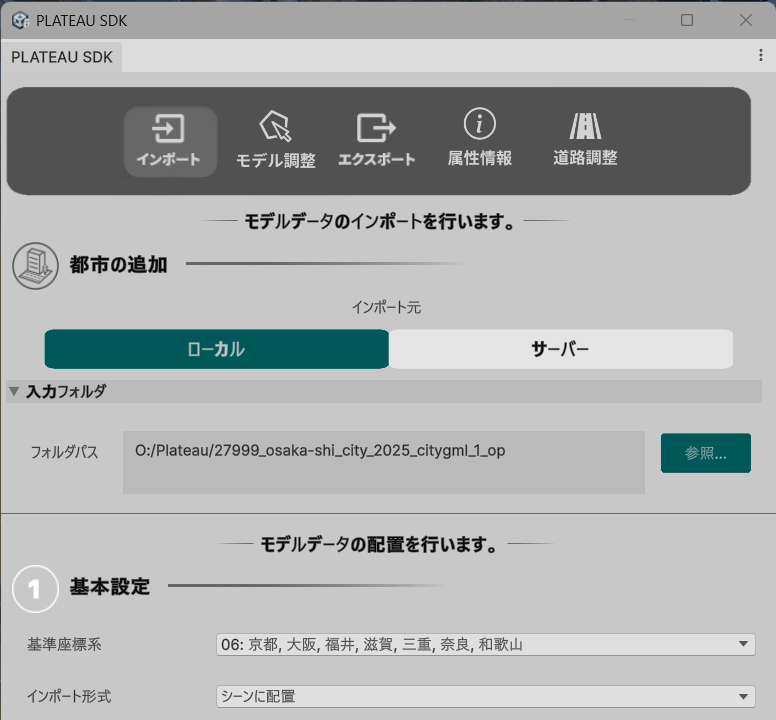 PLATEAU SDK
PLATEAU SDK
インポート
モデル調整
エクスポート
属性情報
道路調整
モデルデータのインポートを行います。
都市の追加
インポート元
ローカル
サーバー
入力フォルダ
フォルダパス
O:/Plateau/27999_osaka-shi_city_2025_citygml_1_op
参照...
モデルデータの配置を行います。
1 基本設定
基準座標系
06: 京都, 大阪, 福井, 滋賀, 三重, 奈良, 和歌山
インポート形式
シーンに配置